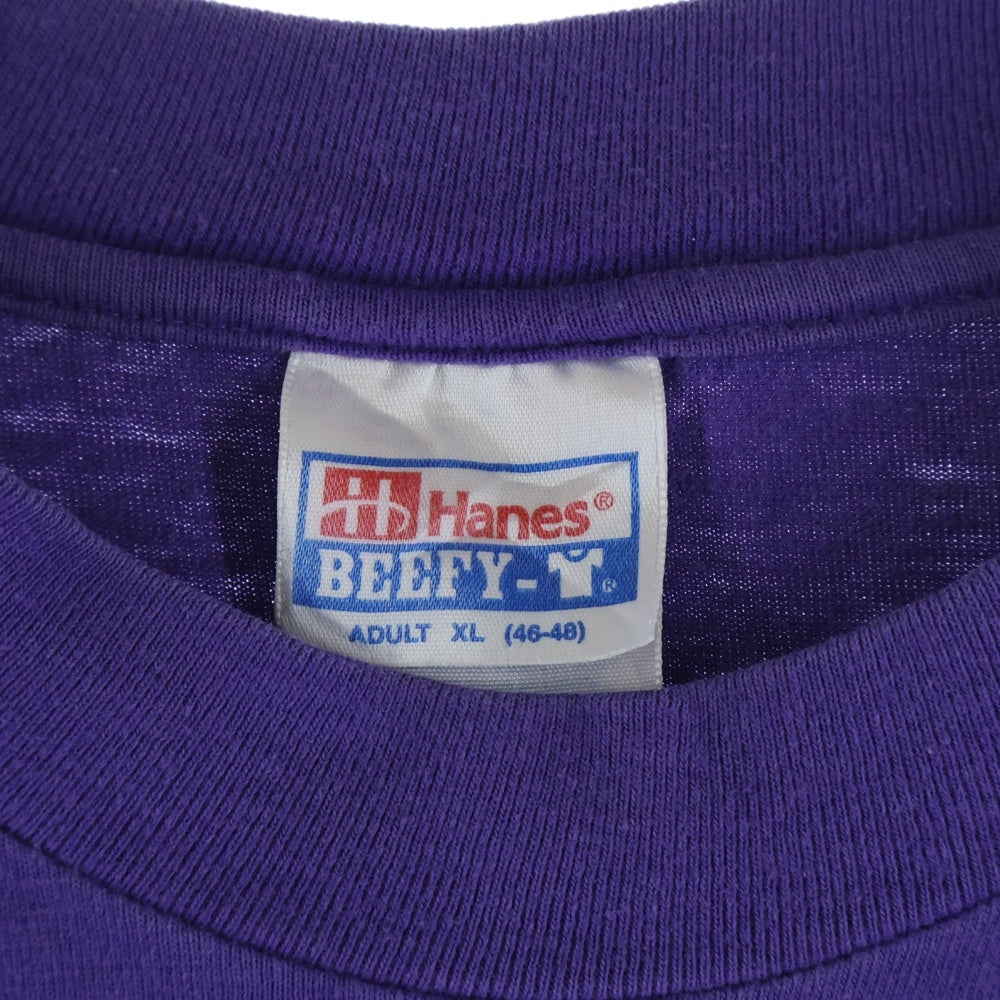 Hanes®
BEEFY-T®
ADULT XL (46-48)